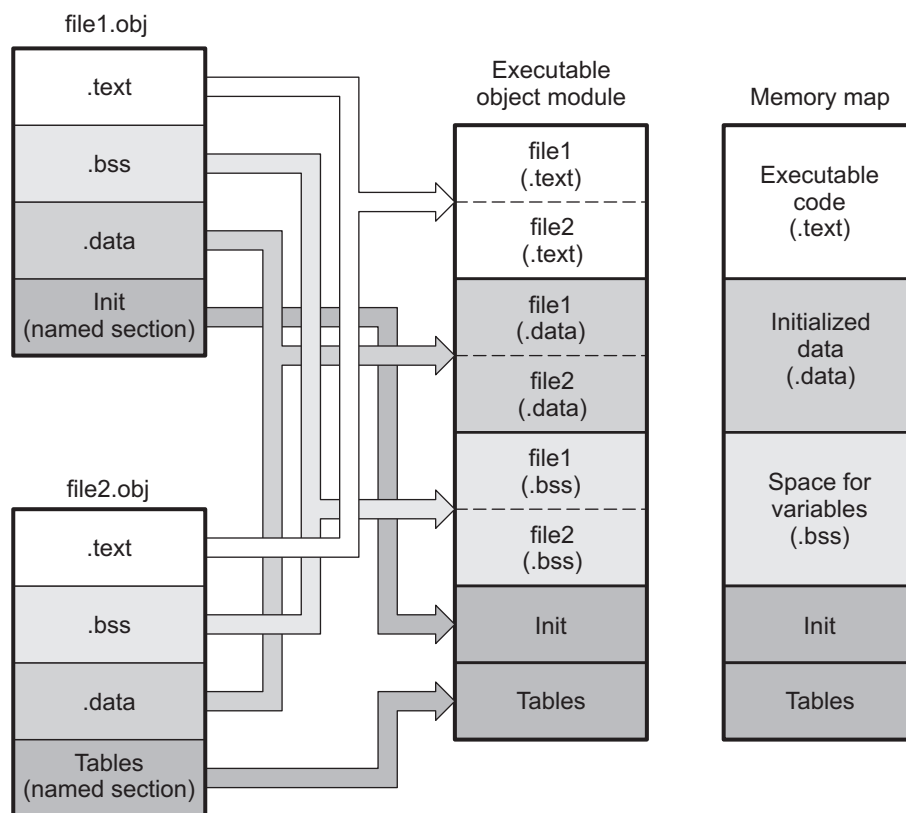 file1.obj
.text
.bss
.data
Init
(named section)
file2.obj
.text
.bss
.data
Tables
(named section)
Executable
object module
file1
(.text)
file2
(.text)
file1
(.data)
file2
(.data)
file1
(.bss)
file2
(.bss)
Init
Tables
Memory map
Executable
code
(.text)
Initialized
data
(.data)
Space for
variables
(.bss)
Init
Tables